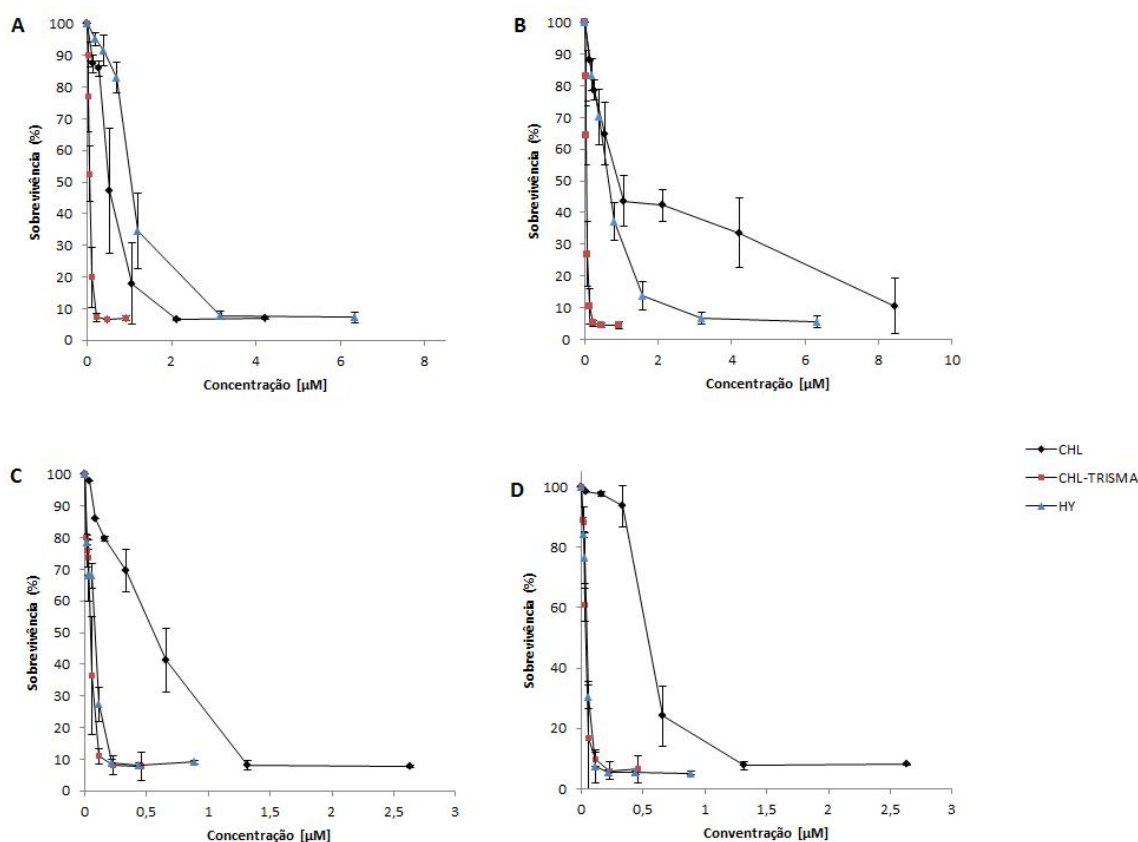 A
Sobrevivência (%)
100
90
80
70
60
50
40
30
20
10
0
0 2 4 6 8
Concentração [µM]
B
Sobrevivência (%)
100
90
80
70
60
50
40
30
20
10
0
0 2 4 6 8 10
Concentração [µM]
C
Sobrevivência (%)
100
90
80
70
60
50
40
30
20
10
0
0 0,5 1 1,5 2 2,5 3
Concentração [µM]
D
Sobrevivência (%)
100
80
60
40
20
0
0 0,5 1 1,5 2 2,5 3
Conventração [µM]
CHL
CHL-TRISMA
HY